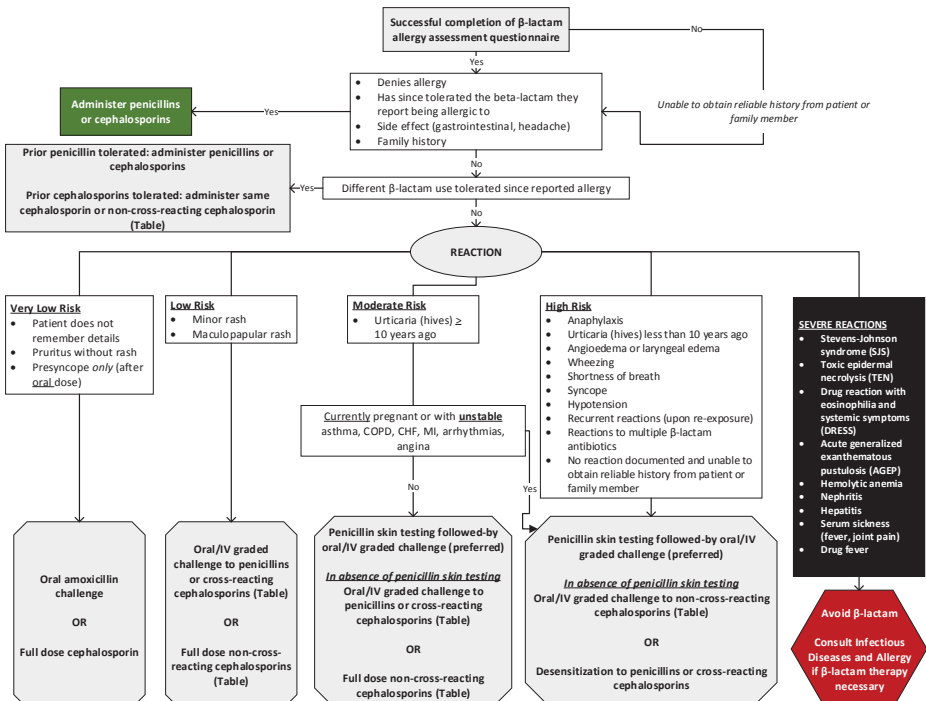 Successful completion of β-lactam
allergy assessment questionnaire
No
Yes
• Denies allergy
• Has since tolerated the beta-lactam they
report being allergic to
• Side effect (gastrointestinal, headache)
• Family history
Yes
Administer penicillins
or cephalosporins
Unable to obtain reliable history from patient or
family member
No
Different β-lactam use tolerated since reported allergy
Yes
Prior penicillin tolerated: administer penicillins or
cephalosporins
Prior cephalosporins tolerated: administer same
cephalosporin or non-cross-reacting cephalosporin
(Table)
No
REACTION
Very Low Risk
• Patient does not
remember details
• Pruritus without rash
• Presyncope only (after
oral dose)
Low Risk
• Minor rash
• Maculopapular rash
Moderate Risk
• Urticaria (hives) ≥
10 years ago
High Risk
• Anaphylaxis
• Urticaria (hives) less than 10 years ago
• Angioedema or laryngeal edema
• Wheezing
• Shortness of breath
• Syncope
• Hypotension
• Recurrent reactions (upon re-exposure)
• Reactions to multiple β-lactam
antibiotics
• No reaction documented and unable to
obtain reliable history from patient or
family member
SEVERE REACTIONS
• Stevens-Johnson
syndrome (SJS)
• Toxic epidermal
necrolysis (TEN)
• Drug reaction with
eosinophilia and
systemic symptoms
(DRESS)
• Acute generalized
exanthematous
pustulosis (AGEP)
• Hemolytic anemia
• Nephritis
• Hepatitis
• Serum sickness
(fever, joint pain)
• Drug fever
Currently pregnant or with unstable
asthma, COPD, CHF, MI, arrhythmias,
angina
No
Yes
Oral amoxicillin
challenge
OR
Full dose cephalosporin
Oral/IV graded
challenge to penicillins
or cross-reacting
cephalosporins (Table)
OR
Full dose non-cross-
reacting cephalosporins
(Table)
Penicillin skin testing followed-by
oral/IV graded challenge (preferred)
In absence of penicillin skin testing
Oral/IV graded challenge to
penicillins or cross-reacting
cephalosporins (Table)
OR
Full dose non-cross-reacting
cephalosporins (Table)
Penicillin skin testing followed-by oral/IV
graded challenge (preferred)
In absence of penicillin skin testing
Oral/IV graded challenge to non-cross-reacting
cephalosporins (Table)
OR
Desensitization to penicillins or cross-reacting
cephalosporins
Avoid β-lactam
Consult Infectious
Diseases and Allergy
if β-lactam therapy
necessary